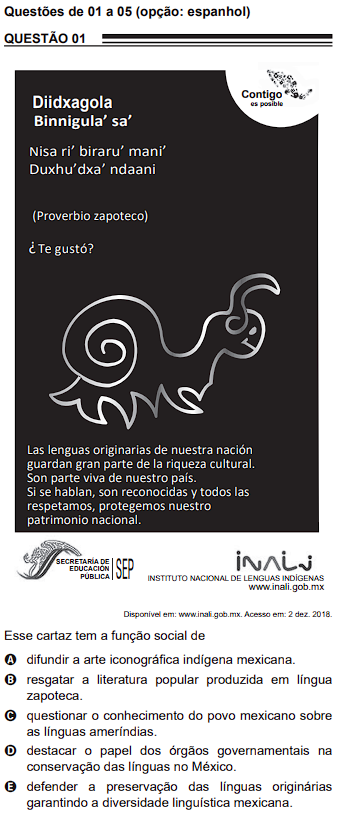 Questões de 01 a 05 (opção: espanhol)
QUESTÃO 01
Contigo
es posible
Diidxagola
Binnigula’ sa’
Nisa ri’ biraru’ mani’
Duxhu’dxa’ ndaani
(Proverbio zapoteco)
¿Te gustó?
Las lenguas originarias de nuestra nación
guardan gran parte de la riqueza cultural.
Son parte viva de nuestro país.
Si se hablan, son reconocidas y todos las
respetamos, protegemos nuestro
patrimonio nacional.
SECRETARÍA DE
EDUCACIÓN
PÚBLICA
SEP
INALI
INSTITUTO NACIONAL DE LENGUAS INDÍGENAS
www.inali.gob.mx
Disponível em: www.inali.gob.mx. Acesso em: 2 dez. 2018.
Esse cartaz tem a função social de
A difundir a arte iconográfica indígena mexicana.
B resgatar a literatura popular produzida em língua
zapoteca.
C questionar o conhecimento do povo mexicano sobre
as línguas ameríndias.
D destacar o papel dos órgãos governamentais na
conservação das línguas no México.
E defender a preservação das línguas originárias
garantindo a diversidade linguística mexicana.